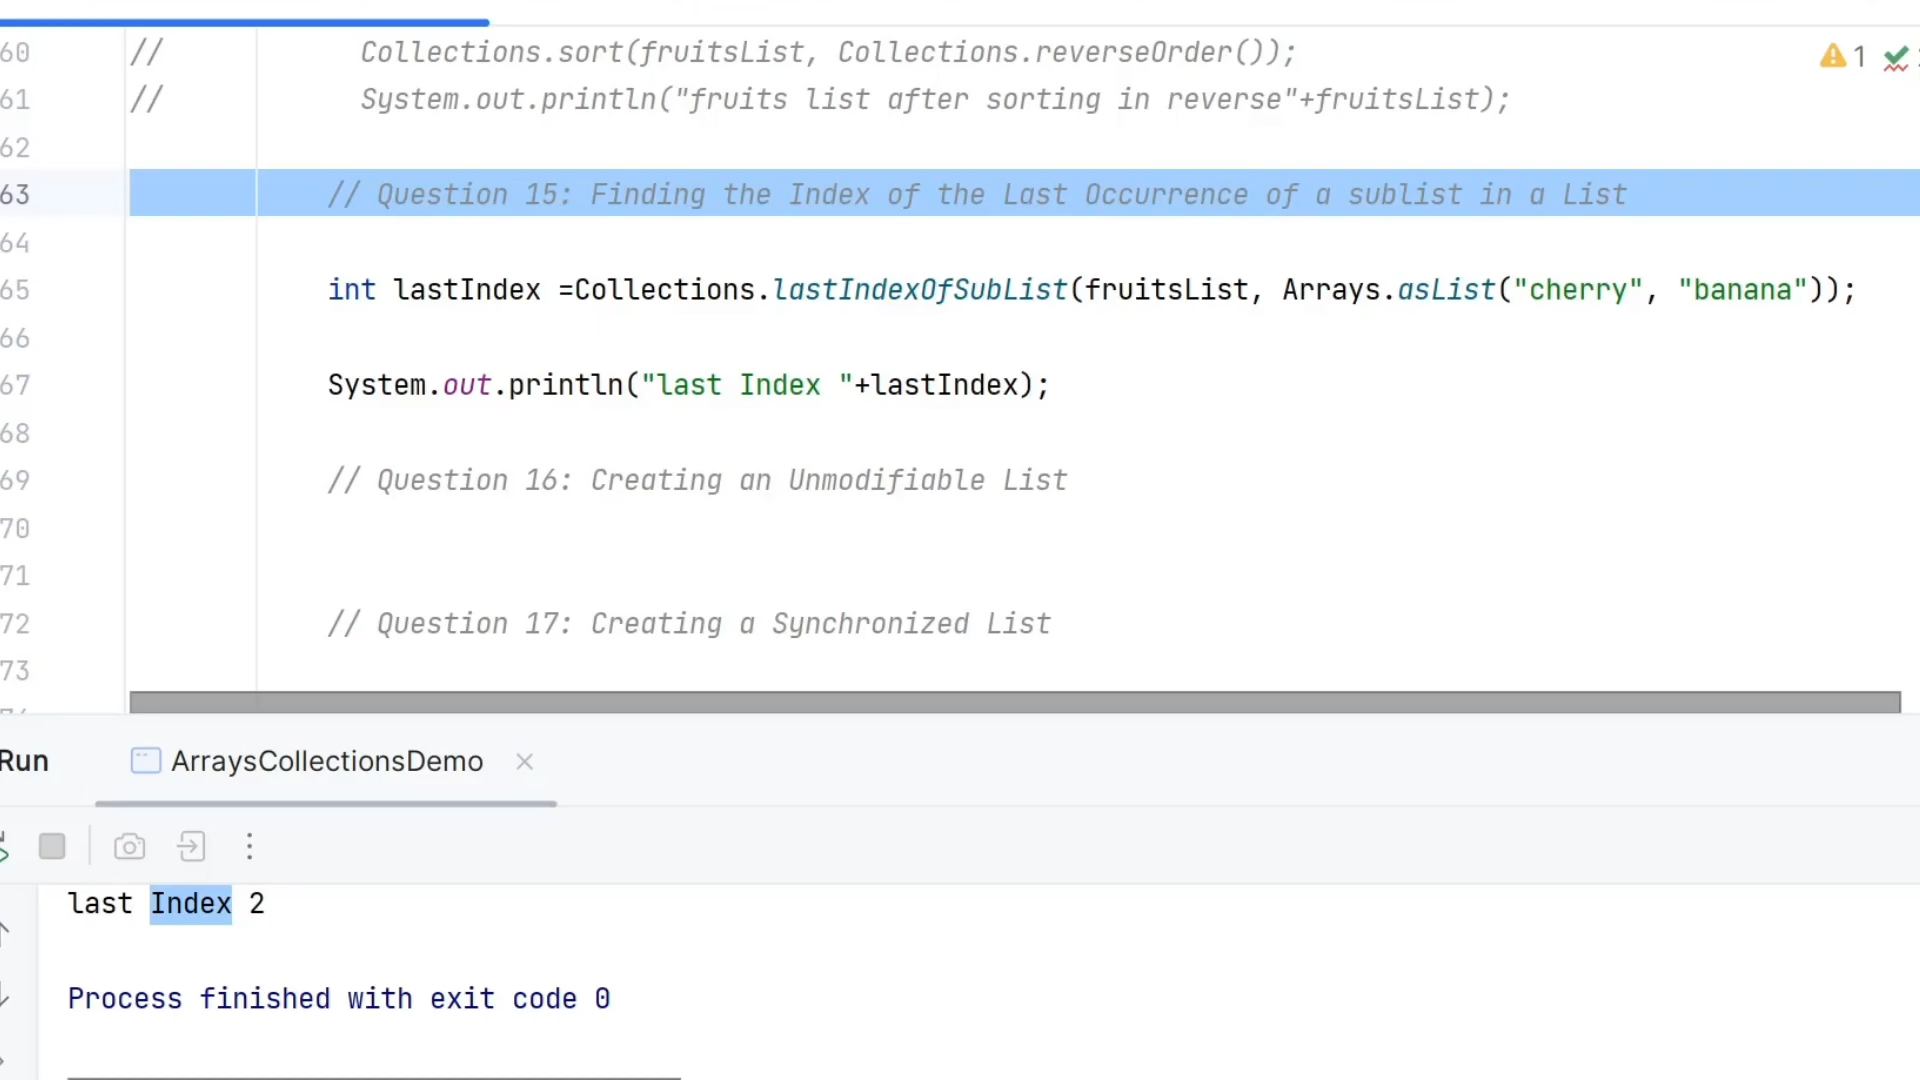 60 // Collections.sort(fruitsList, Collections.reverseOrder());
1
61 // System.out.println("fruits list after sorting in reverse"+fruitsList);
62
63 // Question 15: Finding the Index of the Last Occurrence of a sublist in a List
64
65 int lastIndex =Collections.lastIndexOfSubList(fruitsList, Arrays.asList("cherry", "banana"));
66
67 System.out.println("last Index "+lastIndex);
68
69 // Question 16: Creating an Unmodifiable List
70
71
72 // Question 17: Creating a Synchronized List
73
Run ArraysCollectionsDemo
last Index 2
Process finished with exit code 0